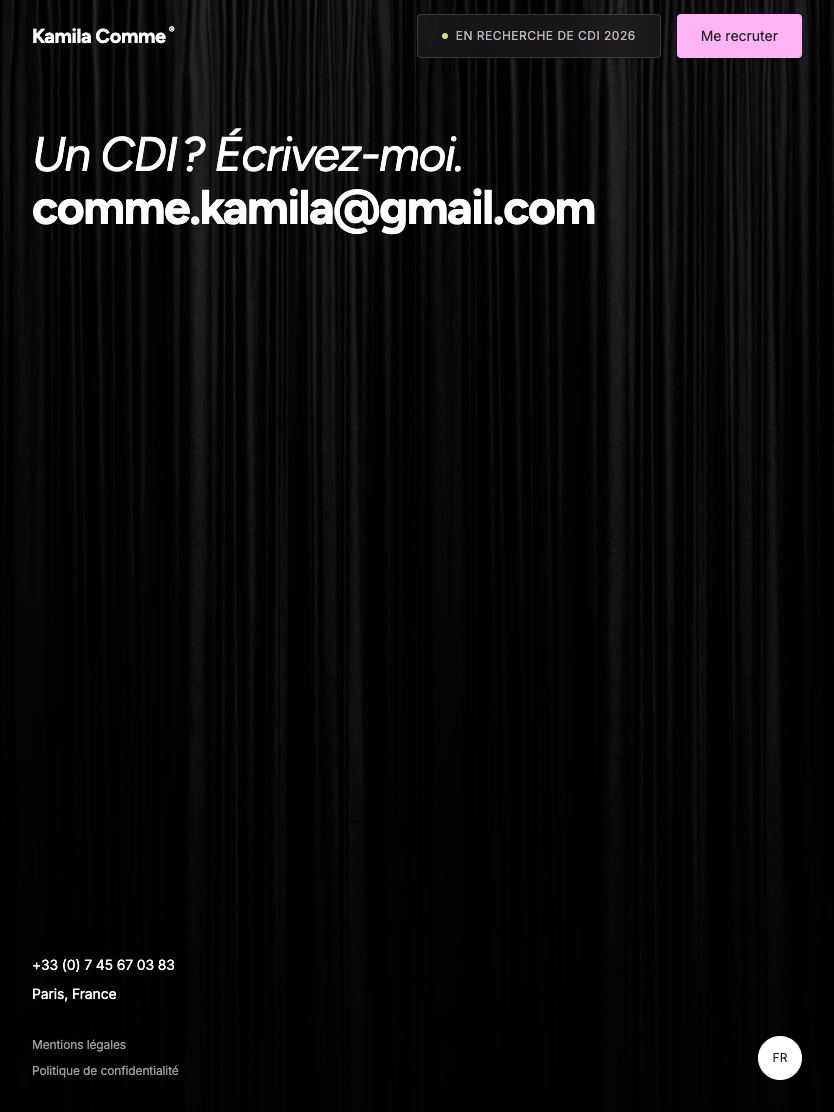 Kamila Comme®
EN RECHERCHE DE CDI 2026
Me recruter
Un CDI ? Écrivez-moi.
comme.kamila@gmail.com
+33 (0) 7 45 67 03 83
Paris, France
Mentions légales
Politique de confidentialité
FR